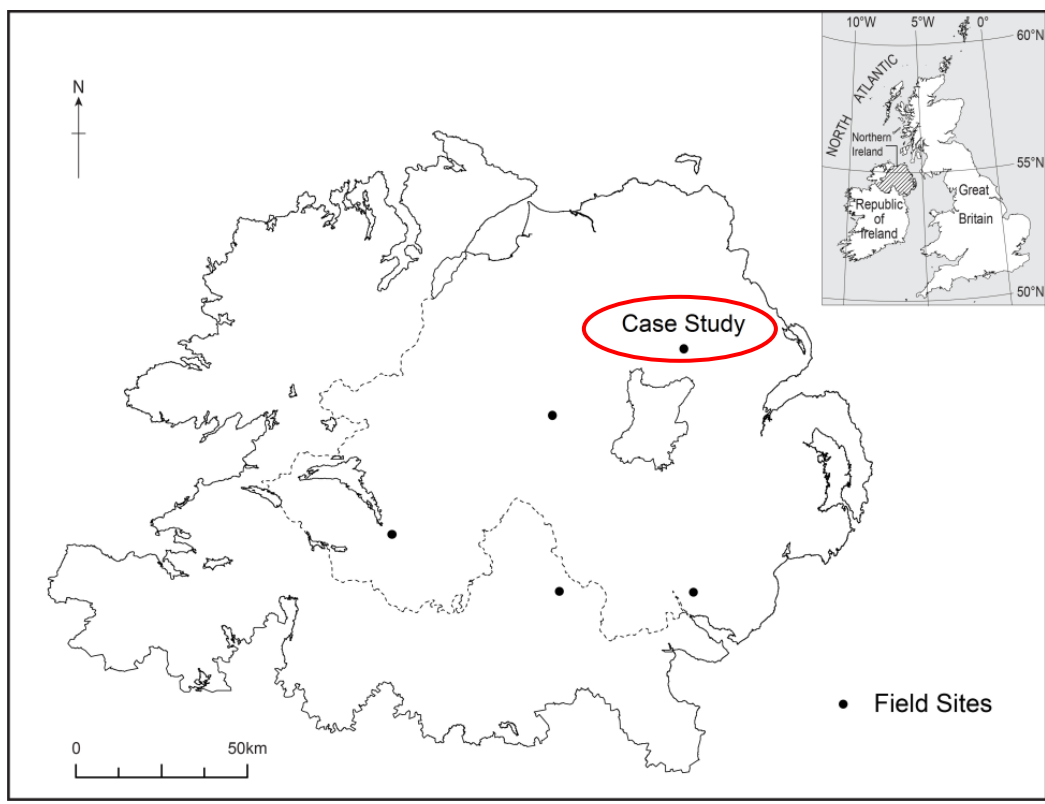 N
10°W
5°W
0°
60°N
NORTH ATLANTIC
Northern
Ireland
55°N
Republic
of
Ireland
Great
Britain
50°N
Case Study
Field Sites
0
50km